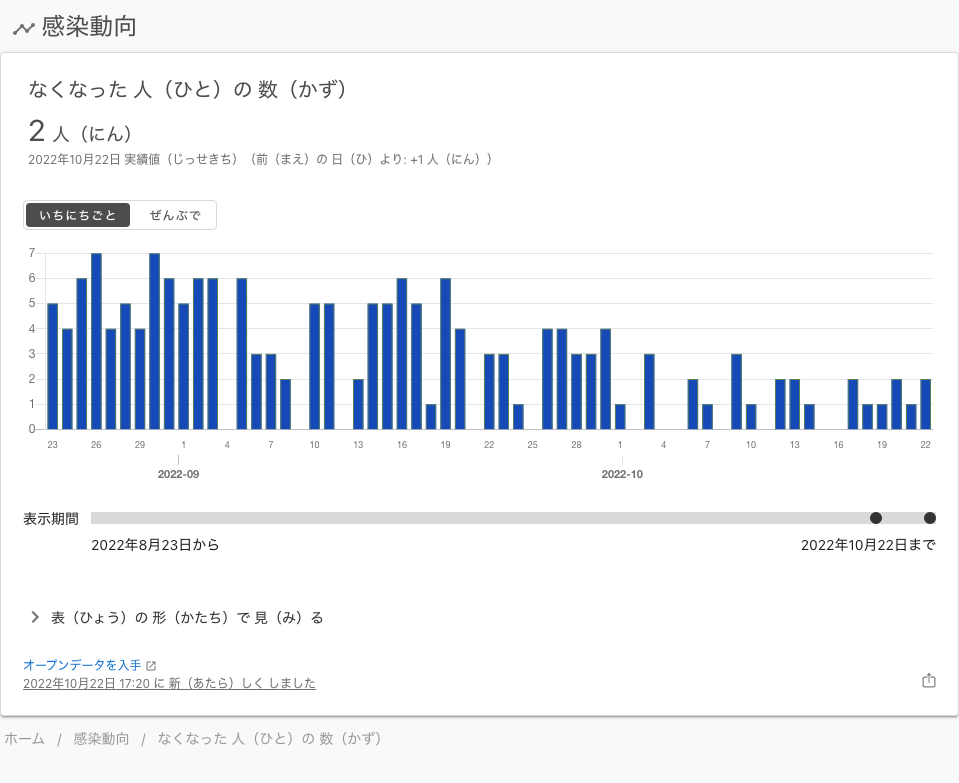 感染動向
なくなった 人（ひと）の 数（かず）
2 人（にん）
2022年10月22日 実績値（じっせきち）（前（まえ）の 日（ひ）より: +1 人（にん））
いちにちごと ぜんぶで
7
6
5
4
3
2
1
0
23 26 29 1 4 7 10 13 16 19 22 25 28 1 4 7 10 13 16 19 22
2022-09 2022-10
表示期間
2022年8月23日から 2022年10月22日まで
表（ひょう）の 形（かたち）で 見（み）る
オープンデータを入手
2022年10月22日 17:20 に 新（あたら）しく しました
ホーム / 感染動向 / なくなった 人（ひと）の 数（かず）